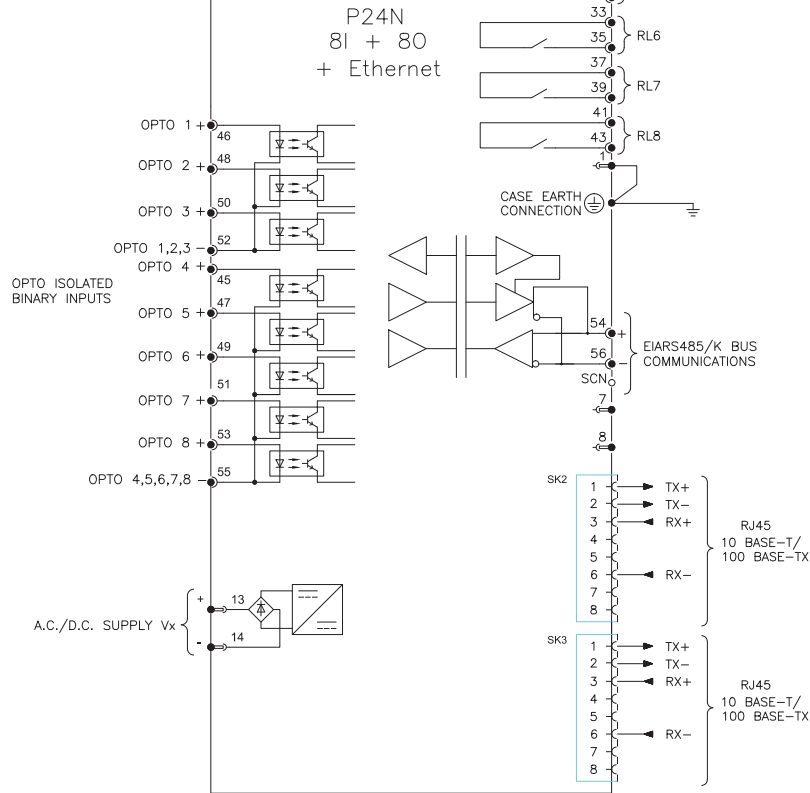 P24N
8I + 8O
+ Ethernet
33
35
RL6
37
39
RL7
41
43
RL8
1
CASE EARTH
CONNECTION
OPTO ISOLATED
BINARY INPUTS
OPTO 1 +
46
OPTO 2 +
48
OPTO 3 +
50
OPTO 1,2,3 -
52
OPTO 4 +
45
OPTO 5 +
47
OPTO 6 +
49
OPTO 7 +
51
OPTO 8 +
53
OPTO 4,5,6,7,8 -
55
54
+
56
-
SCN
EIARS485/K BUS
COMMUNICATIONS
7
8
A.C./D.C. SUPPLY Vx
+
13
-
14
SK2
1 TX+
2 TX-
3 RX+
4
5
6 RX-
7
8
RJ45
10 BASE-T/
100 BASE-TX
SK3
1 TX+
2 TX-
3 RX+
4
5
6 RX-
7
8
RJ45
10 BASE-T/
100 BASE-TX